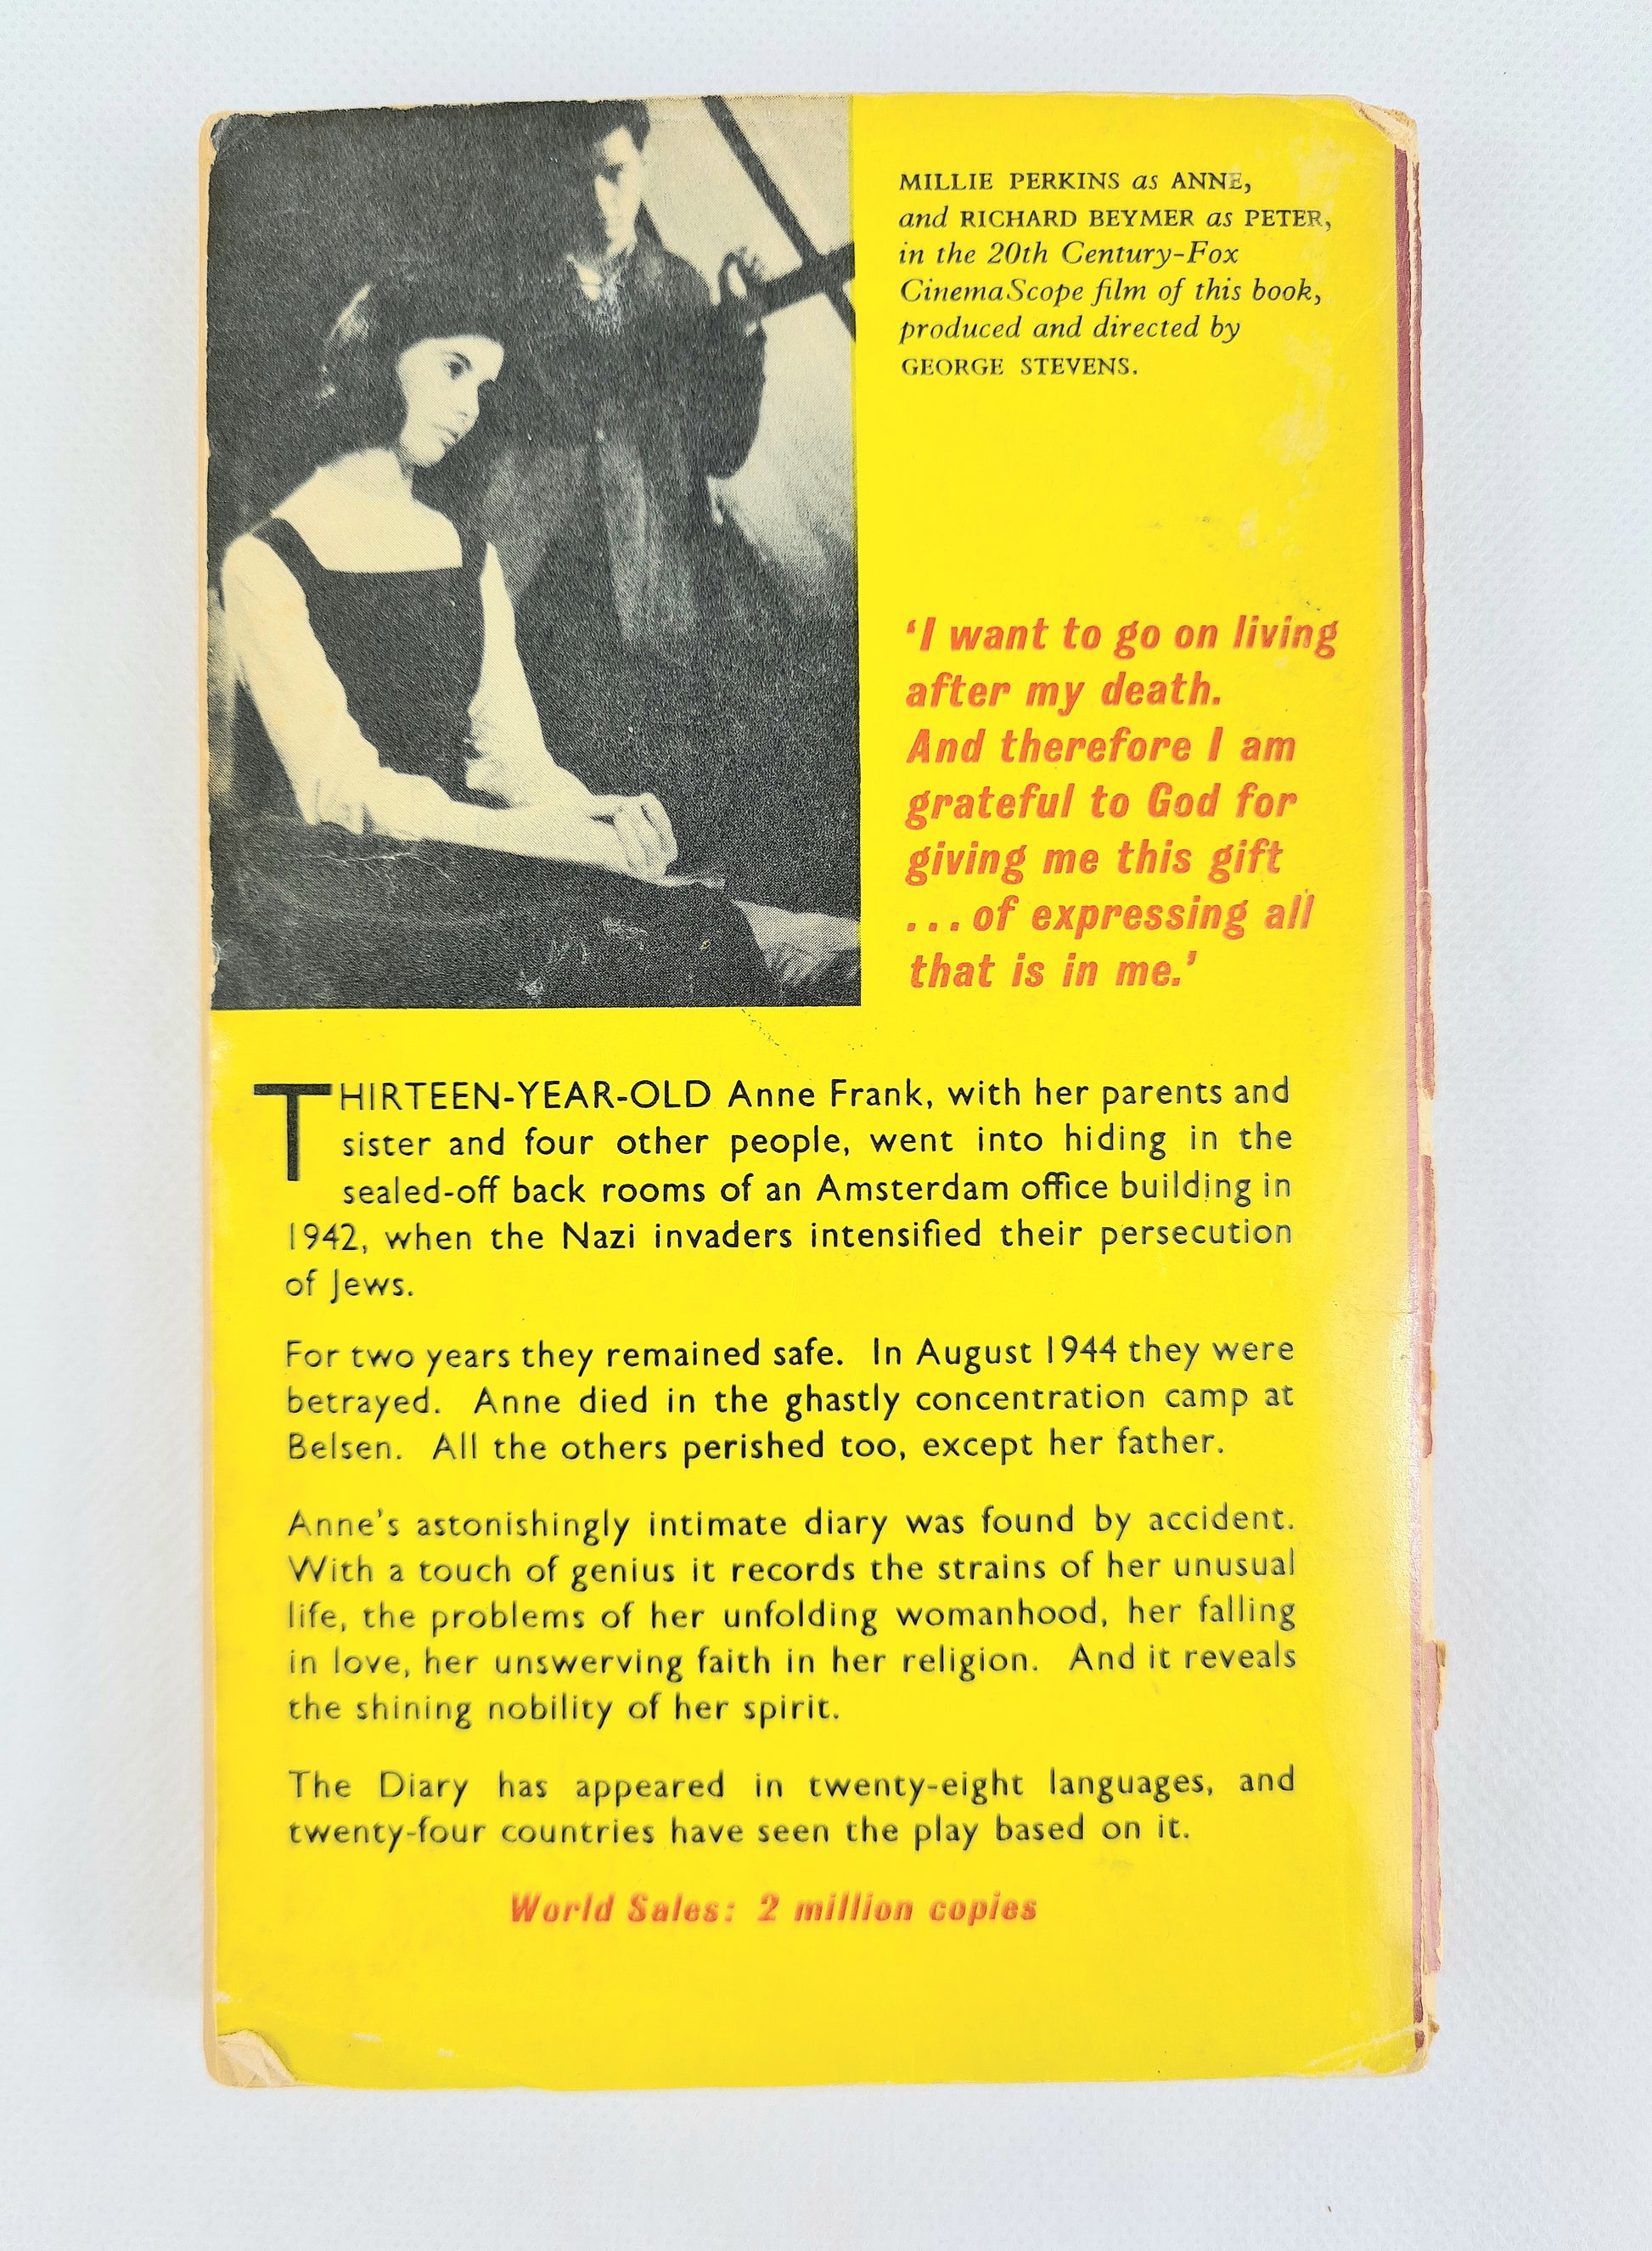 MILLIE PERKINS as ANNE,
and RICHARD BEYMER as PETER,
in the 20th Century-Fox
CinemaScope film of this book,
produced and directed by
GEORGE STEVENS.
‘I want to go on living
after my death.
And therefore I am
grateful to God for
giving me this gift
...of expressing all
that is in me.’
THIRTEEN-YEAR-OLD Anne Frank, with her parents and
sister and four other people, went into hiding in the
sealed-off back rooms of an Amsterdam office building in
1942, when the Nazi invaders intensified their persecution
of Jews.
For two years they remained safe. In August 1944 they were
betrayed. Anne died in the ghastly concentration camp at
Belsen. All the others perished too, except her father.
Anne’s astonishingly intimate diary was found by accident.
With a touch of genius it records the strains of her unusual
life, the problems of her unfolding womanhood, her falling
in love, her unswerving faith in her religion. And it reveals
the shining nobility of her spirit.
The Diary has appeared in twenty-eight languages, and
twenty-four countries have seen the play based on it.
World Sales: 2 million copies